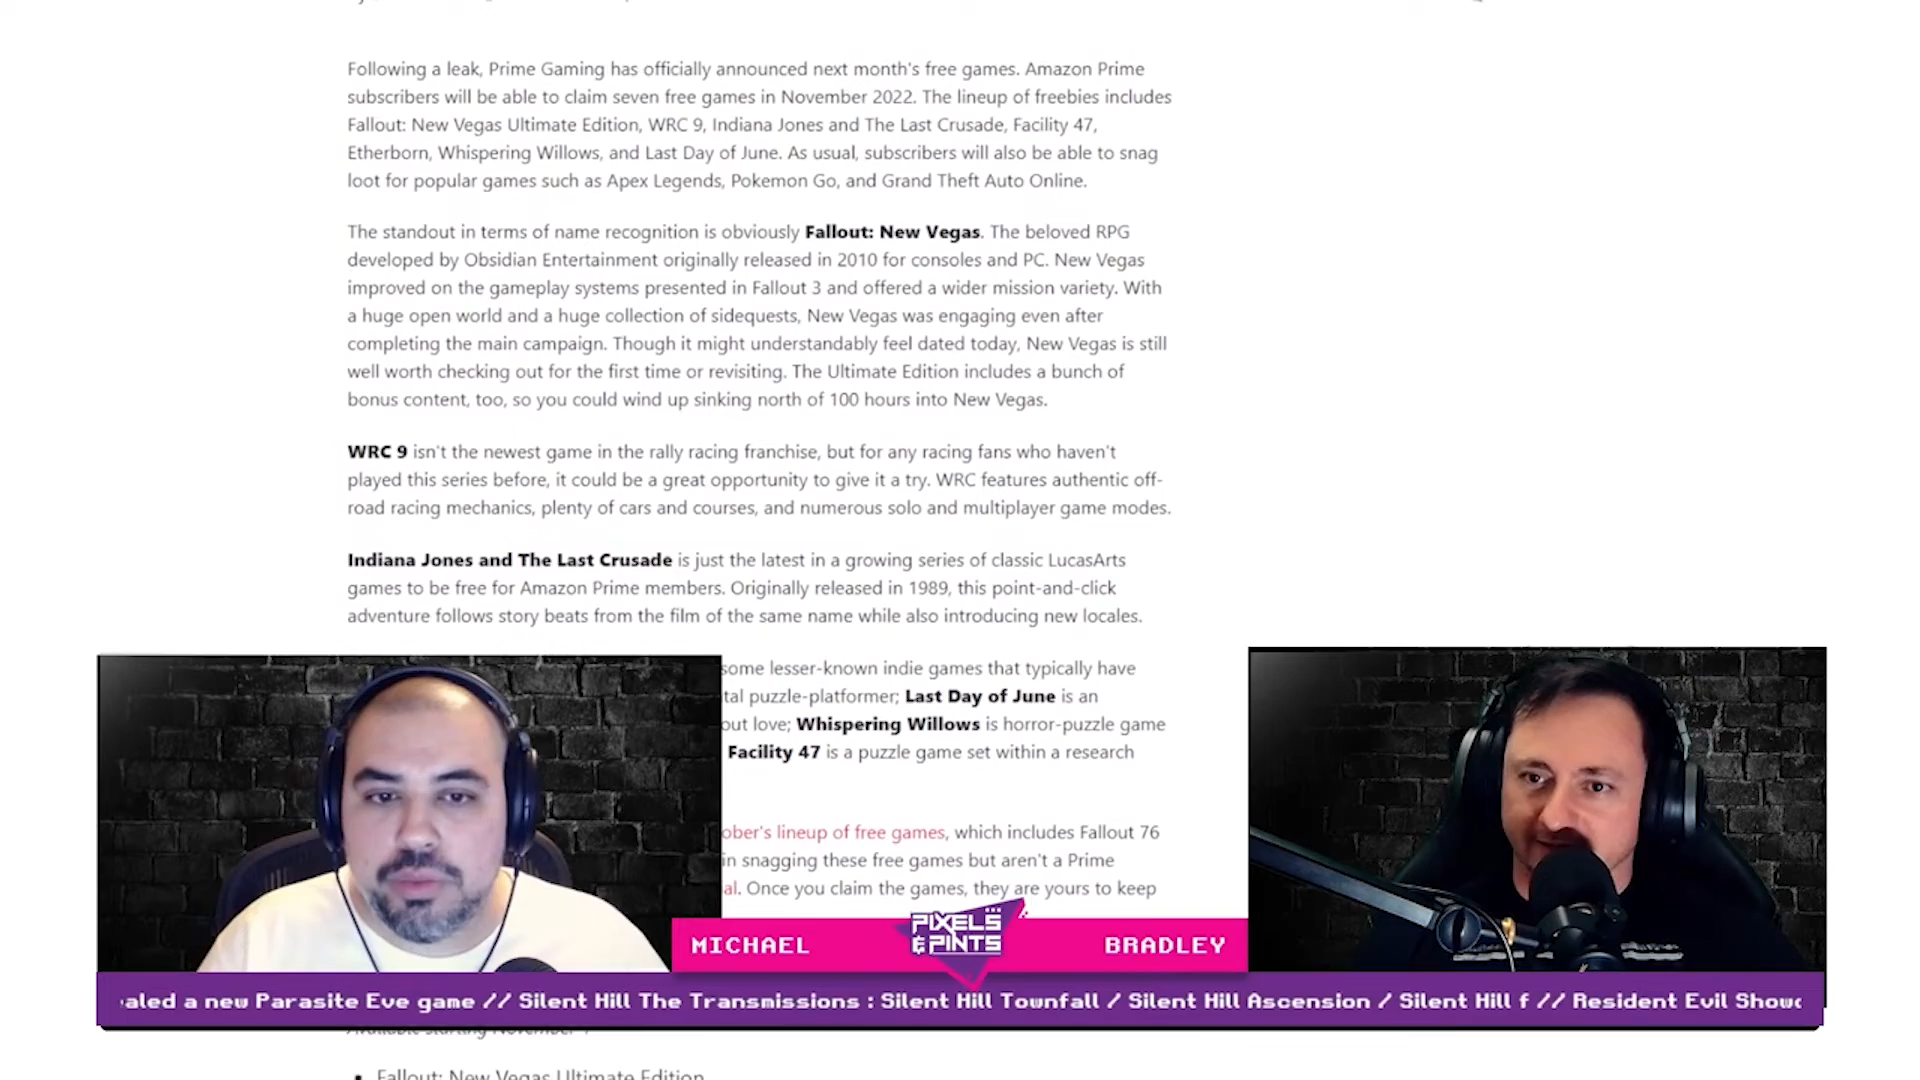 Following a leak, Prime Gaming has officially announced next month's free games. Amazon Prime
subscribers will be able to claim seven free games in November 2022. The lineup of freebies includes
Fallout: New Vegas Ultimate Edition, WRC 9, Indiana Jones and The Last Crusade, Facility 47,
Etherborn, Whispering Willows, and Last Day of June. As usual, subscribers will also be able to snag
loot for popular games such as Apex Legends, Pokemon Go, and Grand Theft Auto Online.
The standout in terms of name recognition is obviously Fallout: New Vegas. The beloved RPG
developed by Obsidian Entertainment originally released in 2010 for consoles and PC. New Vegas
improved on the gameplay systems presented in Fallout 3 and offered a wider mission variety. With
a huge open world and a huge collection of sidequests, New Vegas was engaging even after
completing the main campaign. Though it might understandably feel dated today, New Vegas is still
well worth checking out for the first time or revisiting. The Ultimate Edition includes a bunch of
bonus content, too, so you could wind up sinking north of 100 hours into New Vegas.
WRC 9 isn't the newest game in the rally racing franchise, but for any racing fans who haven't
played this series before, it could be a great opportunity to give it a try. WRC features authentic off-
road racing mechanics, plenty of cars and courses, and numerous solo and multiplayer game modes.
Indiana Jones and The Last Crusade is just the latest in a growing series of classic LucasArts
games to be free for Amazon Prime members. Originally released in 1989, this point-and-click
adventure follows story beats from the film of the same name while also introducing new locales.
some lesser-known indie games that typically have
tal puzzle-platformer; Last Day of June is an
out love; Whispering Willows is horror-puzzle game
Facility 47 is a puzzle game set within a research
ober's lineup of free games, which includes Fallout 76
in snagging these free games but aren't a Prime
al. Once you claim the games, they are yours to keep
MICHAEL
PIXELS
& PINTS
BRADLEY
aled a new Parasite Eve game // Silent Hill The Transmissions : Silent Hill Townfall / Silent Hill Ascension / Silent Hill f // Resident Evil Show
Available starting November
• Fallout: New Vegas Ultimate Edition